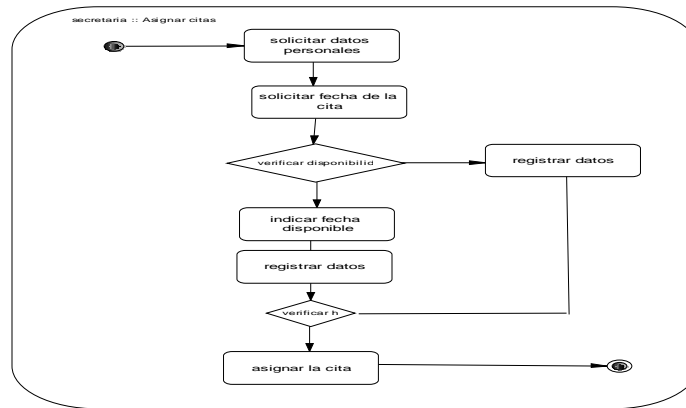 secretaria :: Asignar citas
solicitar datos
personales
solicitar fecha de la
cita
verificar disponibilid
registrar datos
indicar fecha
disponible
registrar datos
verificar h
asignar la cita